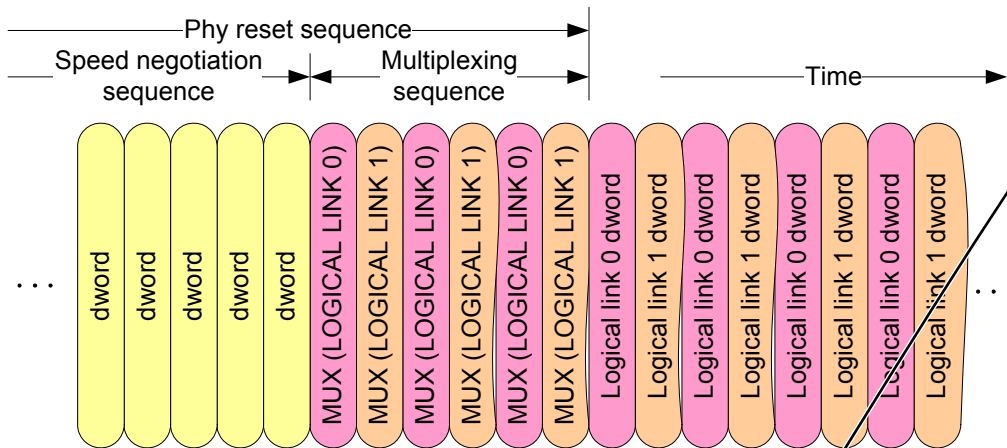 Phy reset sequence
Speed negotiation
sequence
Multiplexing
sequence
Time
. . .
dword
dword
dword
dword
dword
MUX (LOGICAL LINK 0)
MUX (LOGICAL LINK 1)
MUX (LOGICAL LINK 0)
MUX (LOGICAL LINK 1)
MUX (LOGICAL LINK 0)
MUX (LOGICAL LINK 1)
Logical link 0 dword
Logical link 1 dword
Logical link 0 dword
Logical link 1 dword
Logical link 0 dword
Logical link 1 dword
Logical link 0 dword
Logical link 1 dword
. .